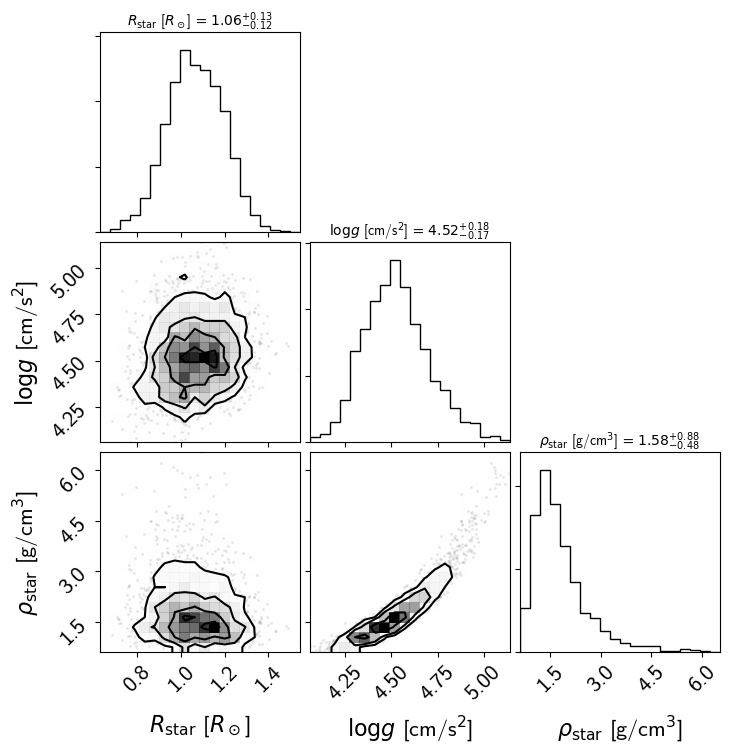 R_star [R_⊙] = 1.06^{+0.13}_{−0.12}
logg [cm/s²] = 4.52^{+0.18}_{−0.17}
5.00
4.75
4.50
4.25
logg [cm/s²]
ρ_star [g/cm³] = 1.58^{+0.88}_{−0.48}
6.0
4.5
3.0
1.5
ρ_star [g/cm³]
0.8 1.0 1.2 1.4
4.25 4.50 4.75 5.00
1.5 3.0 4.5 6.0
R_star [R_⊙]
logg [cm/s²]
ρ_star [g/cm³]